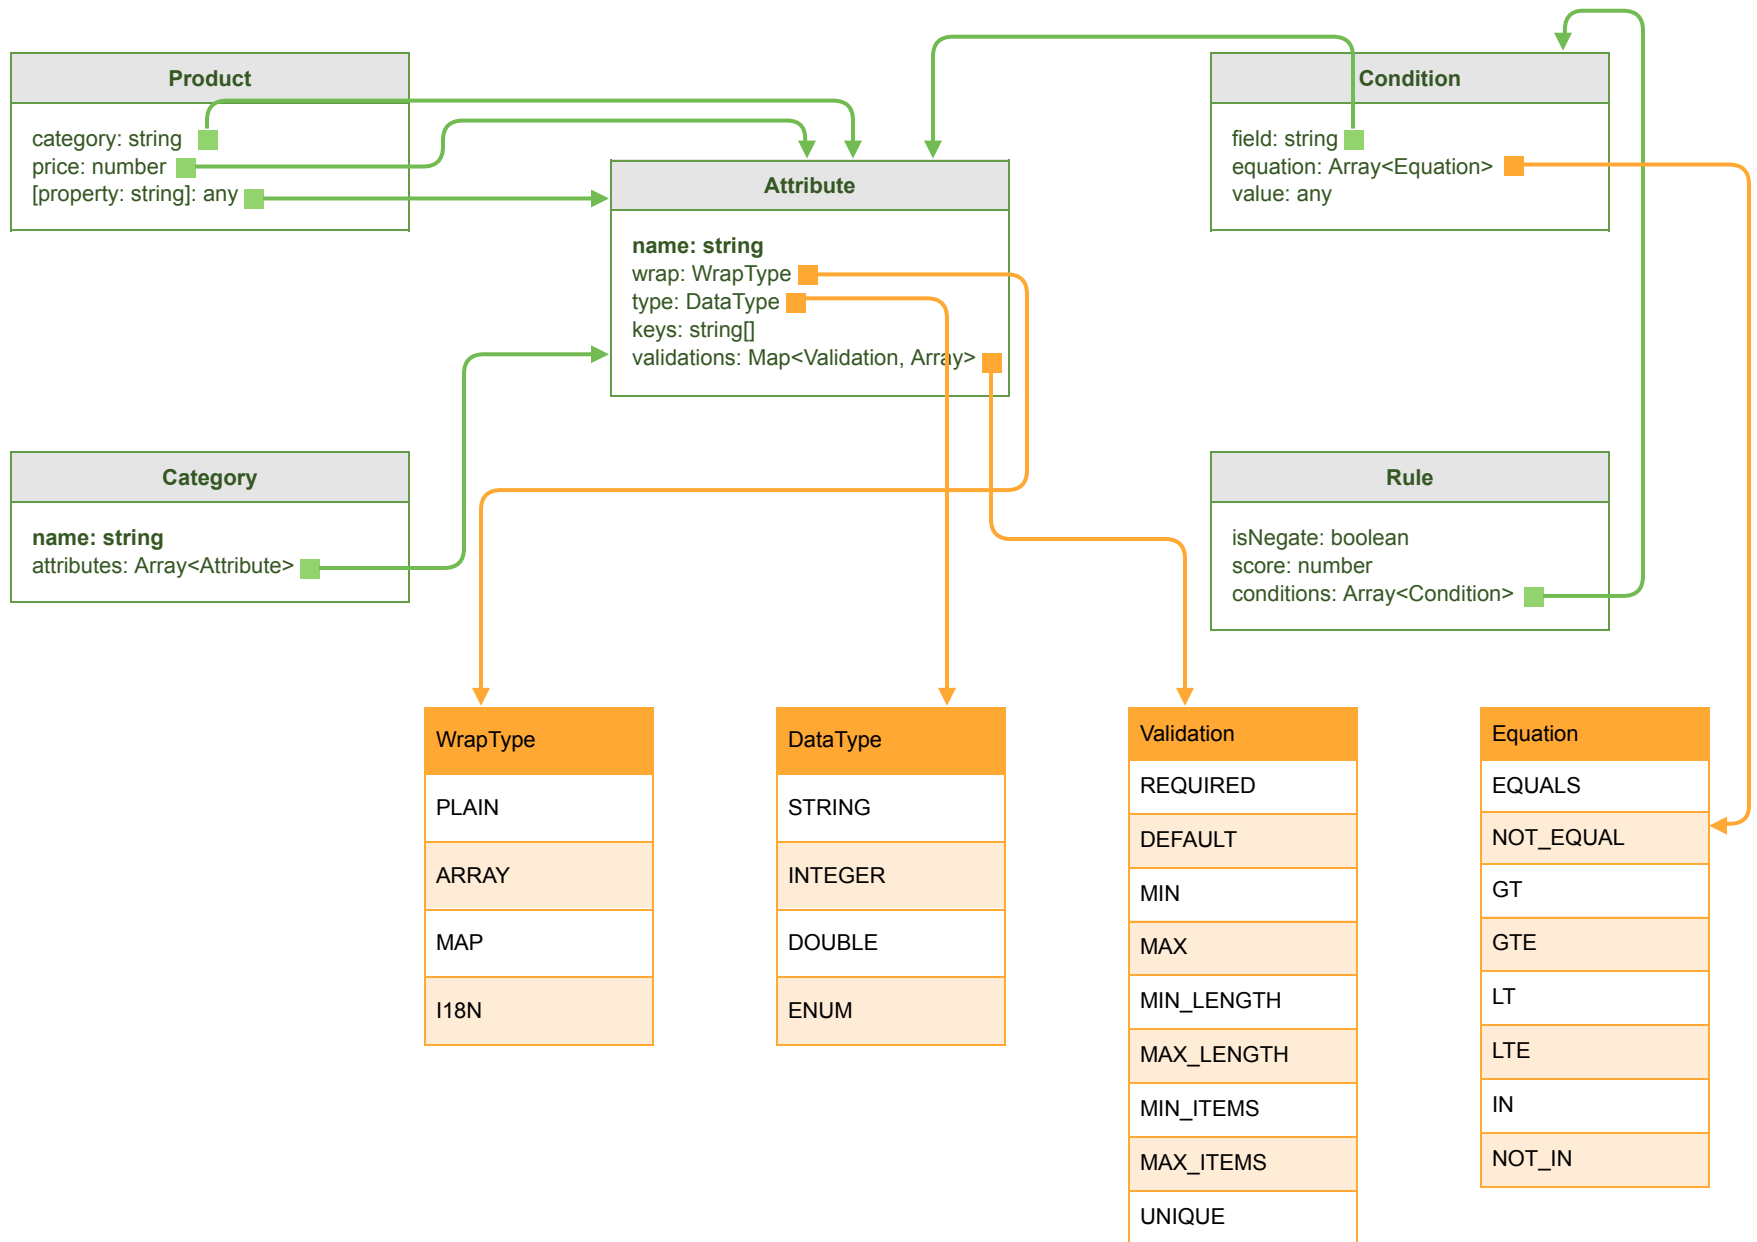 Product
category: string
price: number
[property: string]: any
Attribute
name: string
wrap: WrapType
type: DataType
keys: string[]
validations: Map<Validation, Array>
Condition
field: string
equation: Array<Equation>
value: any
Category
name: string
attributes: Array<Attribute>
Rule
isNegate: boolean
score: number
conditions: Array<Condition>
WrapType
PLAIN
ARRAY
MAP
I18N
DataType
STRING
INTEGER
DOUBLE
ENUM
Validation
REQUIRED
DEFAULT
MIN
MAX
MIN_LENGTH
MAX_LENGTH
MIN_ITEMS
MAX_ITEMS
UNIQUE
Equation
EQUALS
NOT_EQUAL
GT
GTE
LT
LTE
IN
NOT_IN